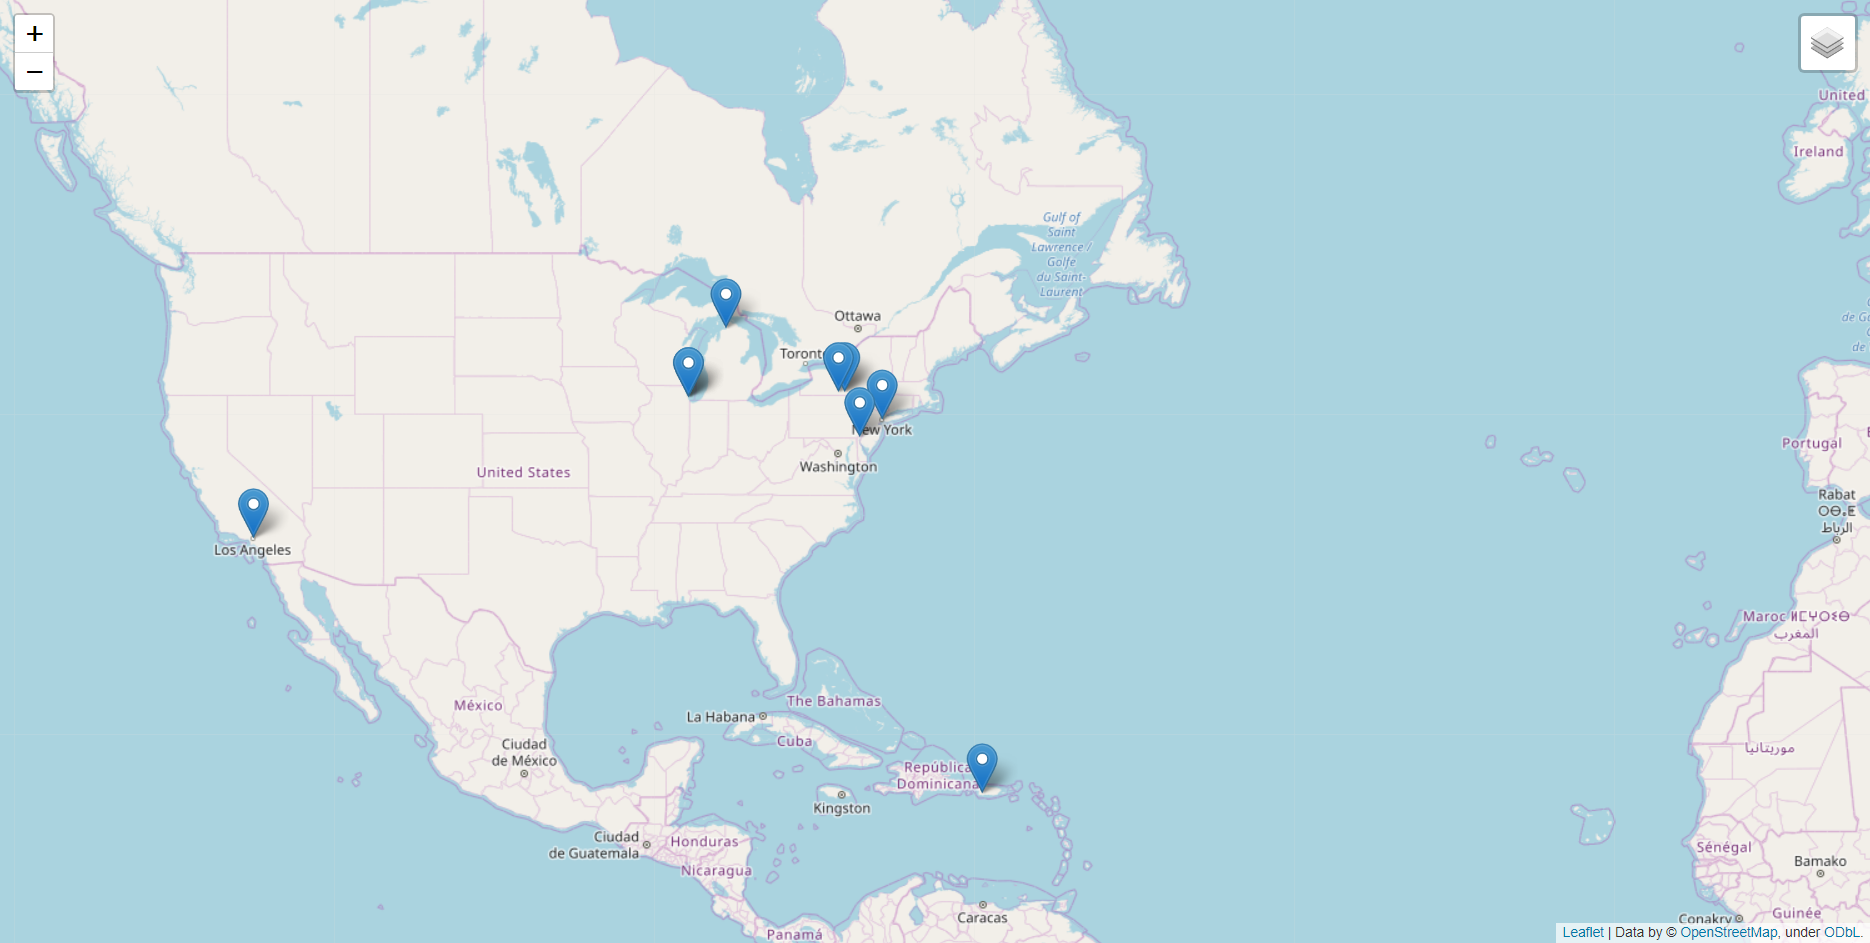 +
−
United
Ireland
Gulf of
Saint
Lawrence /
Golfe
du Saint-
Laurent
Ottawa
Toront
New York
Washington
United States
Los Angeles
Portugal
Rabat
ⵔⴱⴰⵟ
الرباط
Maroc ⵍⵎⵖⵔⵉⴱ
المغرب
The Bahamas
La Habana
Cuba
México
Ciudad
de México
República
Dominicana
Kingston
موريتانيا
Ciudad
de Guatemala
Honduras
Nicaragua
Sénégal
Bamako
Caracas
Conakry
Guinée
Panamá
Leaflet | Data by © OpenStreetMap, under ODbL.